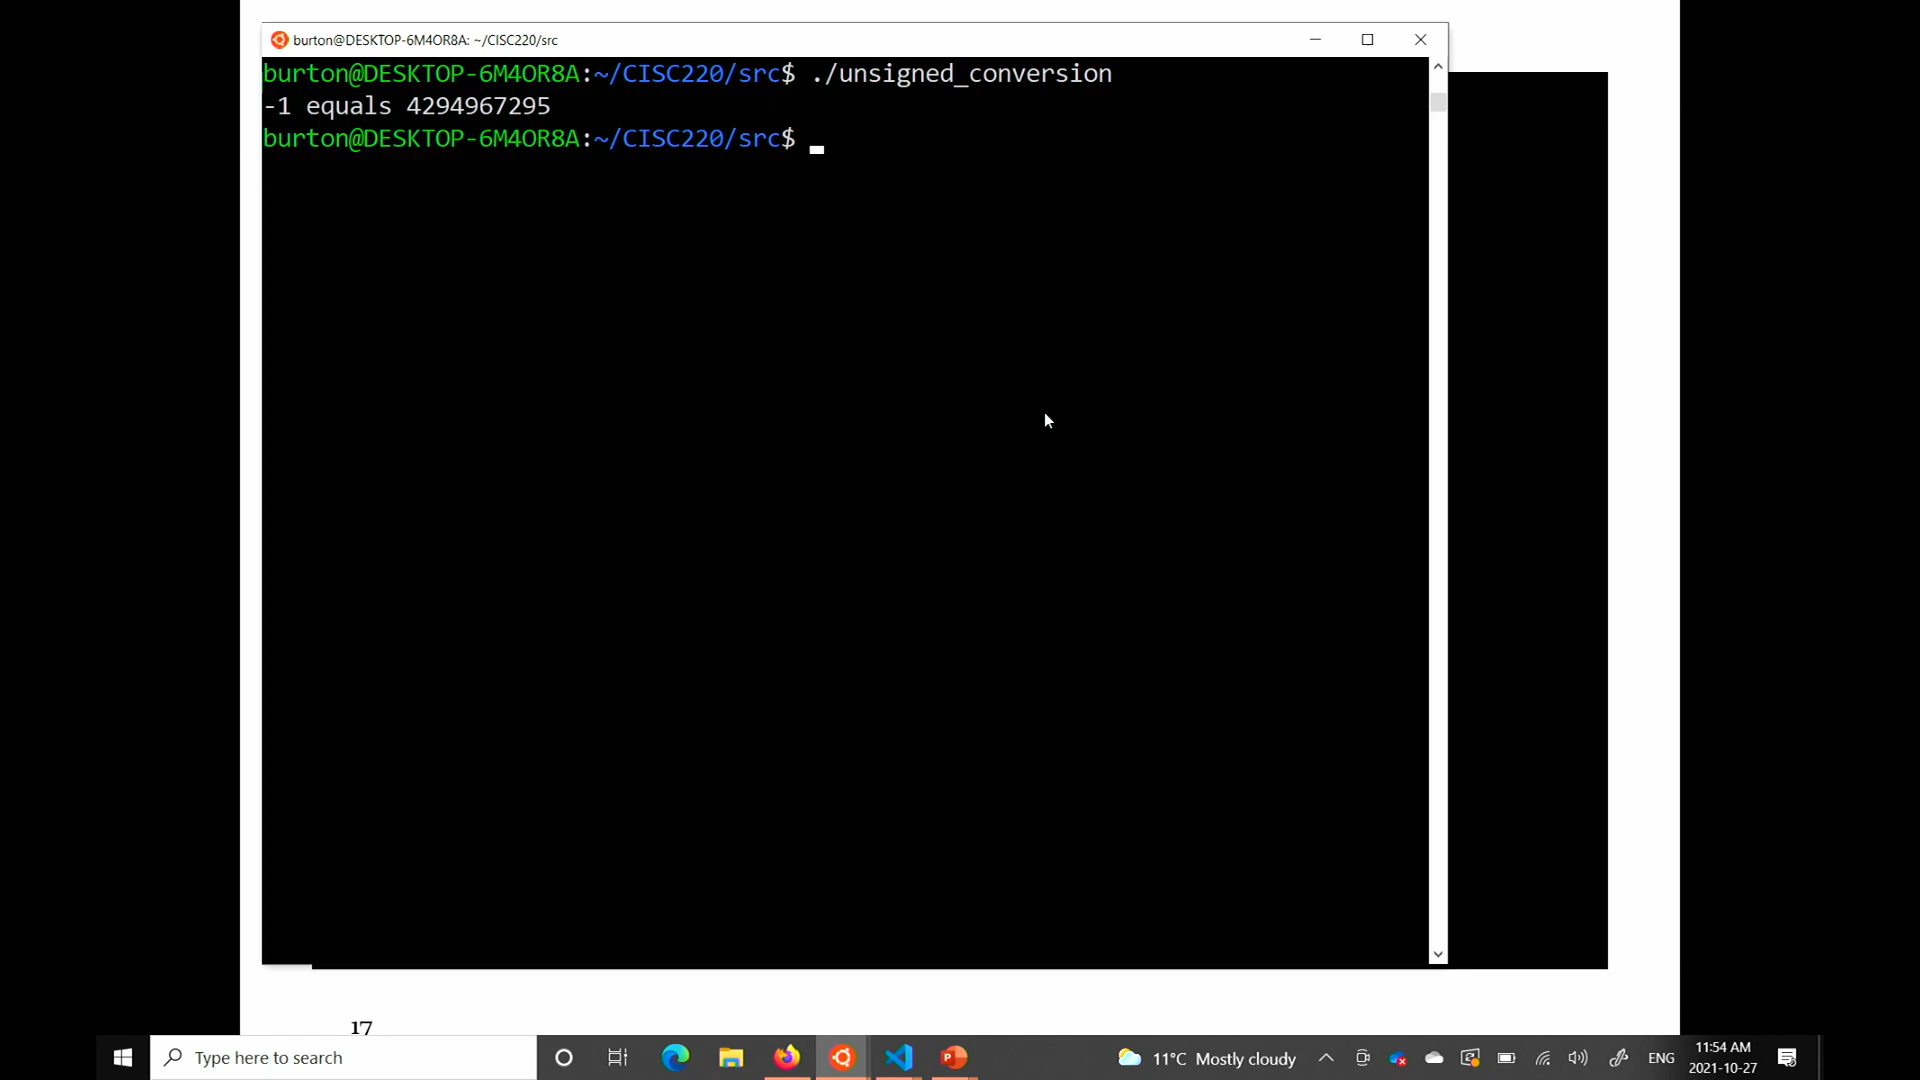 burton@DESKTOP-6M4OR8A: ~/CISC220/src
burton@DESKTOP-6M4OR8A:~/CISC220/src$ ./unsigned_conversion
-1 equals 4294967295
burton@DESKTOP-6M4OR8A:~/CISC220/src$
17
Type here to search
11°C Mostly cloudy
ENG
11:54 AM
2021-10-27